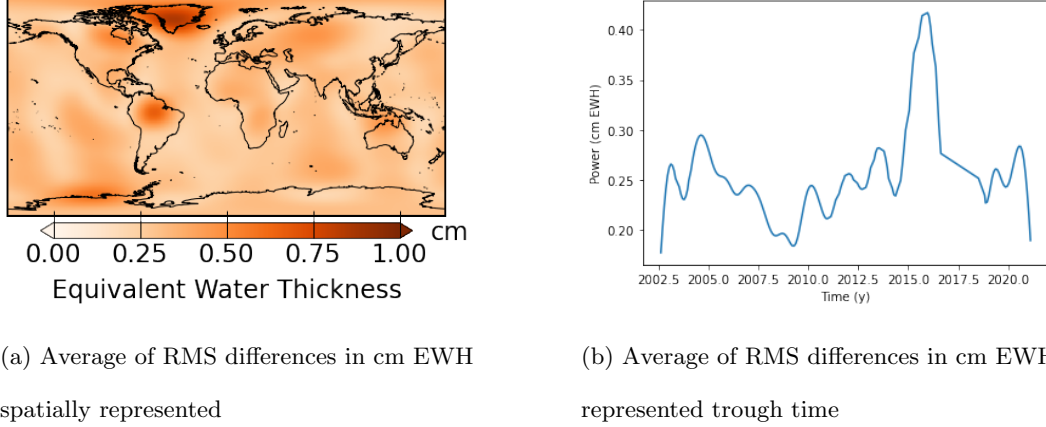 cm
0.00 0.25 0.50 0.75 1.00
Equivalent Water Thickness
(a) Average of RMS differences in cm EWH
spatially represented
0.40
0.35
0.30
0.25
0.20
Power (cm EWH)
2002.5 2005.0 2007.5 2010.0 2012.5 2015.0 2017.5 2020.0
Time (y)
(b) Average of RMS differences in cm EWH
represented trough time